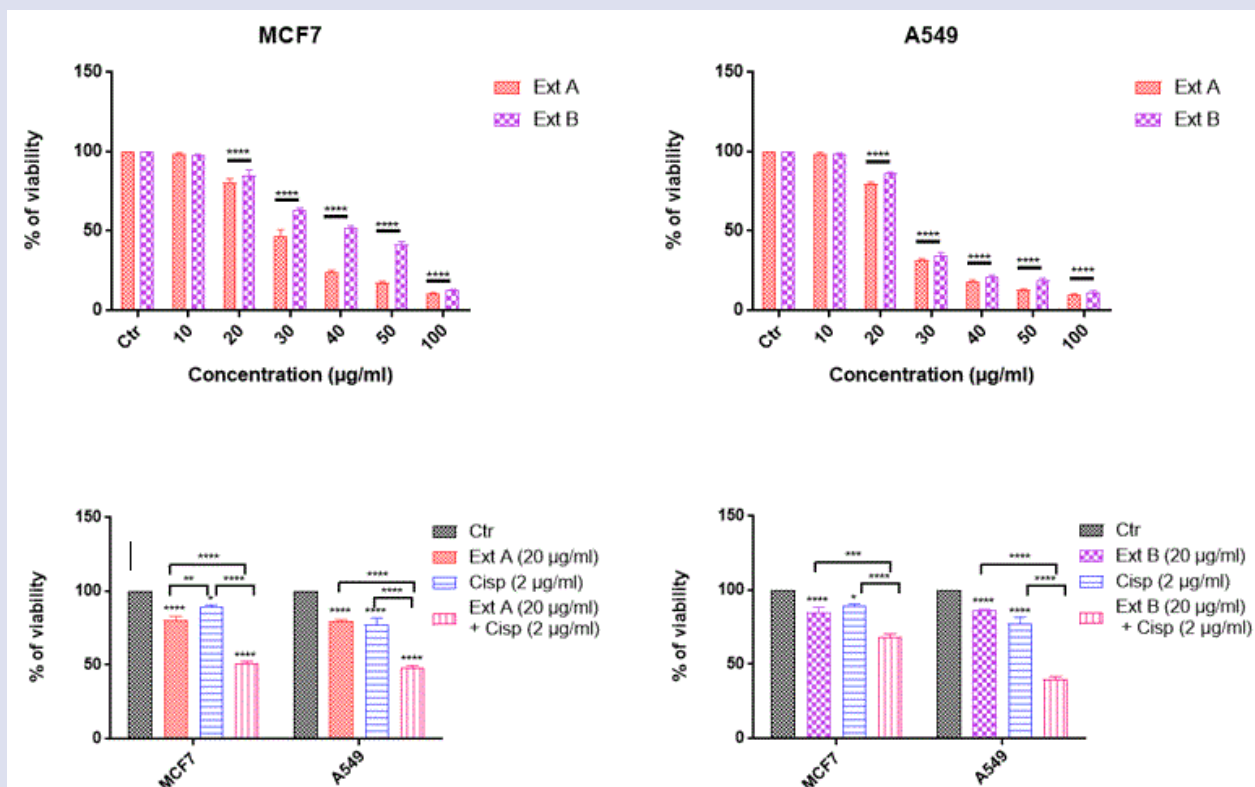 MCF7
150
100
50
0
% of viability
Ext A
Ext B
****
****
****
****
****
Ctr
10
20
30
40
50
100
Concentration (µg/ml)
A549
150
100
50
0
% of viability
Ext A
Ext B
****
****
****
****
****
Ctr
10
20
30
40
50
100
Concentration (µg/ml)
150
100
50
0
% of viability
Ctr
Ext A (20 µg/ml)
Cisp (2 µg/ml)
Ext A (20 µg/ml)
+ Cisp (2 µg/ml)
****
** ****
**** * ****
****
****
**** **** ****
MCF7
A549
150
100
50
0
% of viability
Ctr
Ext B (20 µg/ml)
Cisp (2 µg/ml)
Ext B (20 µg/ml)
+ Cisp (2 µg/ml)
***
****
**** *
****
****
**** ****
MCF7
A549